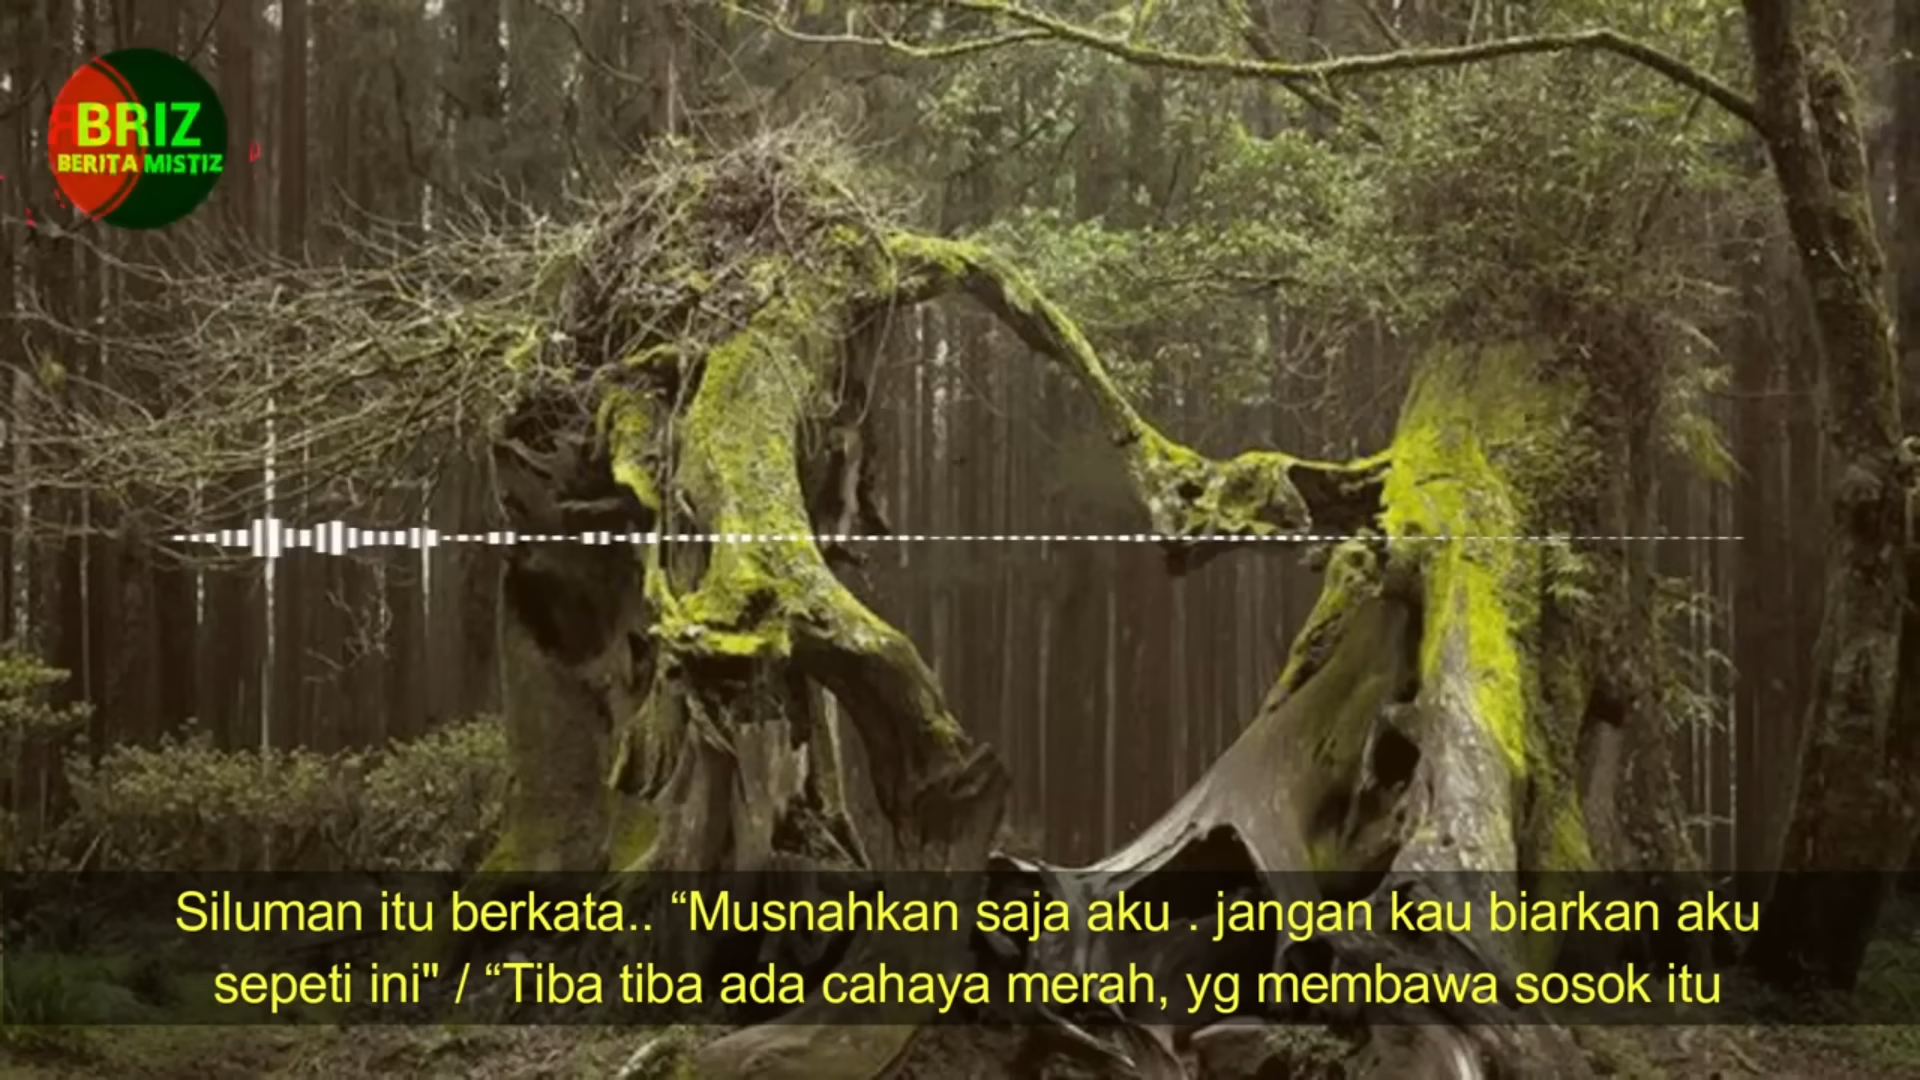 BRIZ
BERITA MISTIZ
Siluman itu berkata.. “Musnahkan saja aku . jangan kau biarkan aku
sepeti ini" / “Tiba tiba ada cahaya merah, yg membawa sosok itu